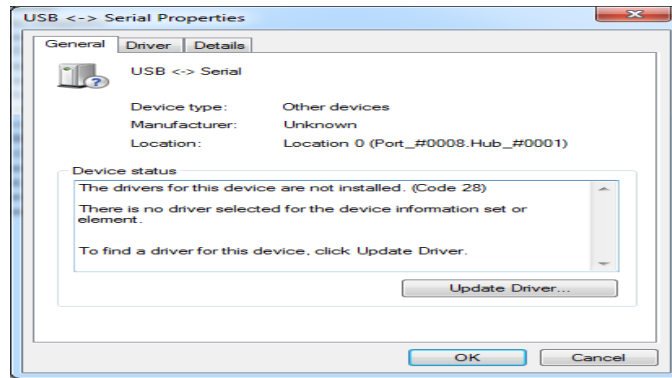 USB <-> Serial Properties
General Driver Details
USB <-> Serial
Device type: Other devices
Manufacturer: Unknown
Location: Location 0 (Port_#0008.Hub_#0001)
Device status
The drivers for this device are not installed. (Code 28)
There is no driver selected for the device information set or
element.
To find a driver for this device, click Update Driver.
Update Driver...
OK Cancel